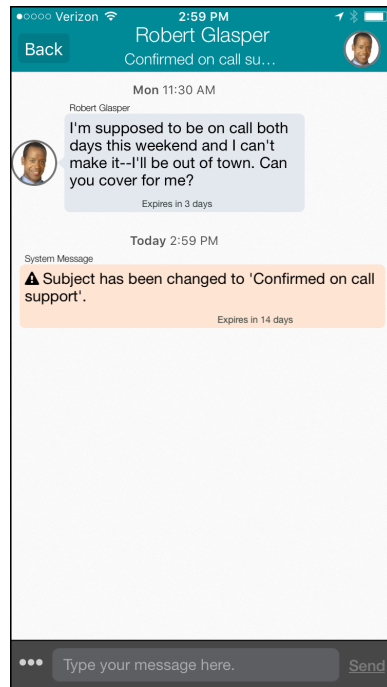 Verizon 2:59 PM
Back
Robert Glasper
Confirmed on call su...
Mon 11:30 AM
Robert Glasper
I'm supposed to be on call both
days this weekend and I can't
make it--I'll be out of town. Can
you cover for me?
Expires in 3 days
Today 2:59 PM
System Message
Subject has been changed to 'Confirmed on call
support'.
Expires in 14 days
Type your message here.
Send